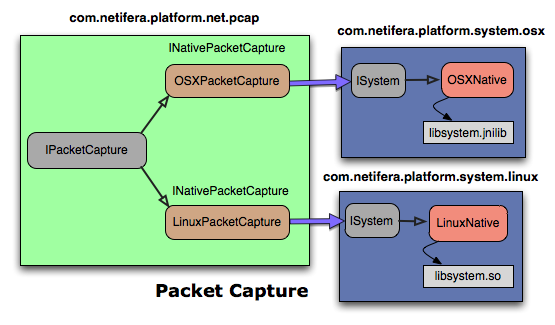 com.netifera.platform.net.pcap
com.netifera.platform.system.osx
INativePacketCapture
OSXPacketCapture
ISystem
OSXNative
libsystem.jnilib
IPacketCapture
com.netifera.platform.system.linux
INativePacketCapture
LinuxPacketCapture
ISystem
LinuxNative
libsystem.so
Packet Capture